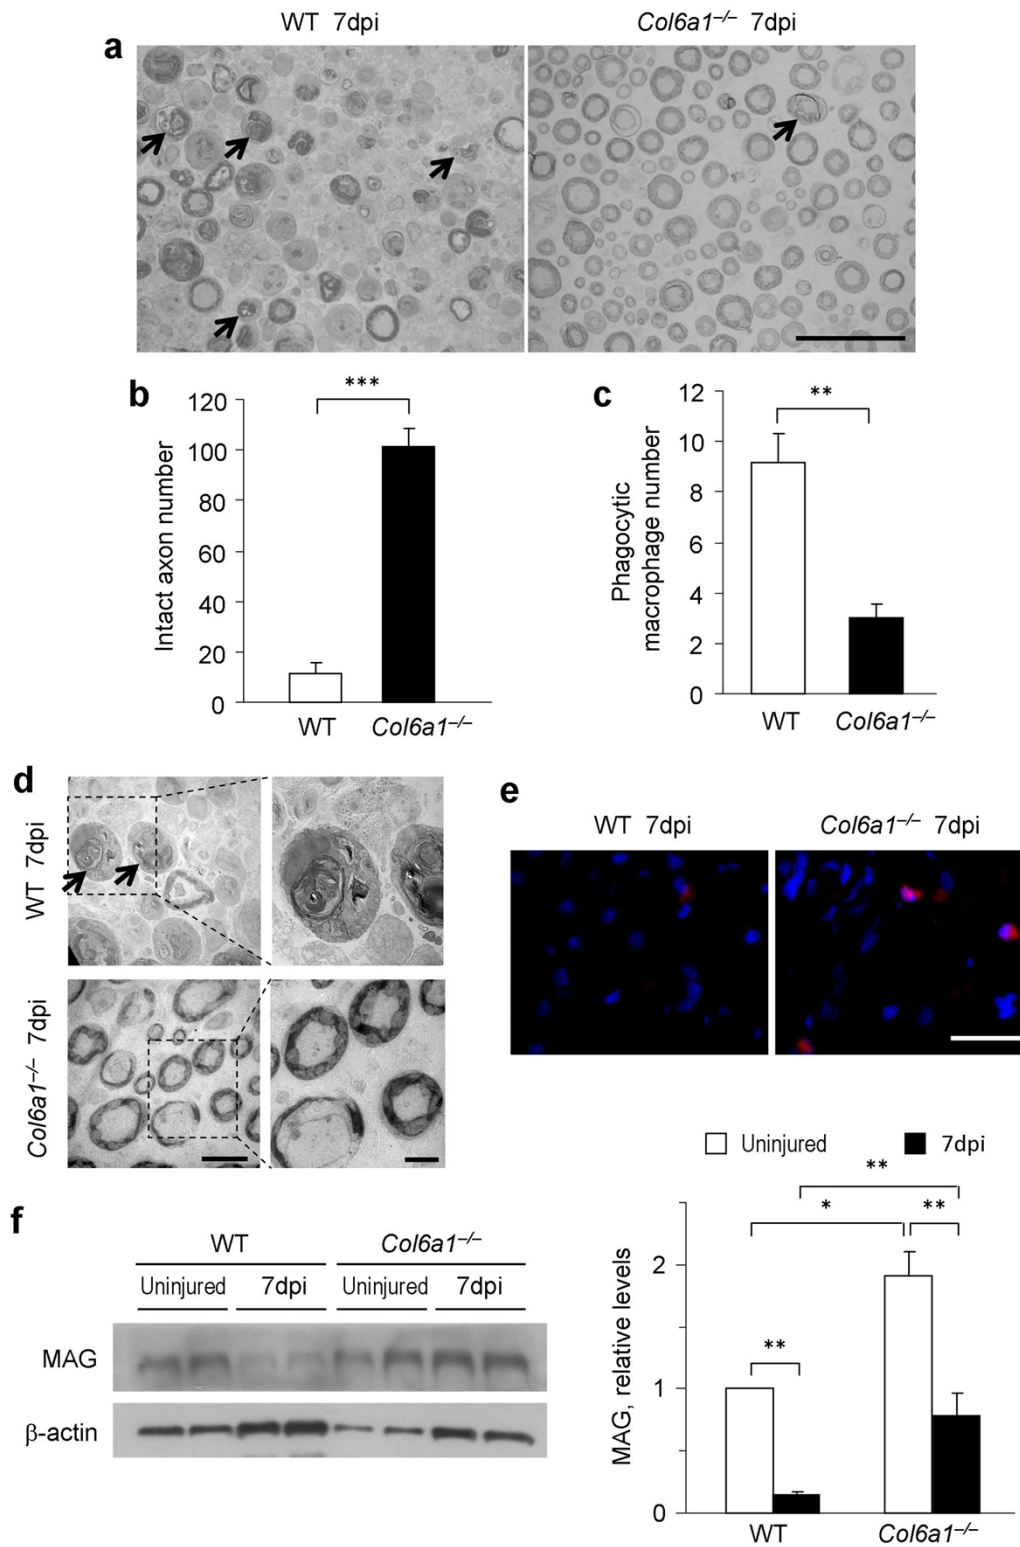 WT 7dpi
Col6a1–/– 7dpi
a
b
120
100
80
60
40
20
0
Intact axon number
***
WT
Col6a1–/–
c
12
10
8
6
4
2
0
Phagocytic
macrophage number
**
WT
Col6a1–/–
d
WT 7dpi
Col6a1–/– 7dpi
e
WT 7dpi
Col6a1–/– 7dpi
f
WT
Col6a1–/–
Uninjured
7dpi
Uninjured
7dpi
MAG
β-actin
Uninjured
7dpi
**
*
**
**
2
1
0
MAG, relative levels
WT
Col6a1–/–